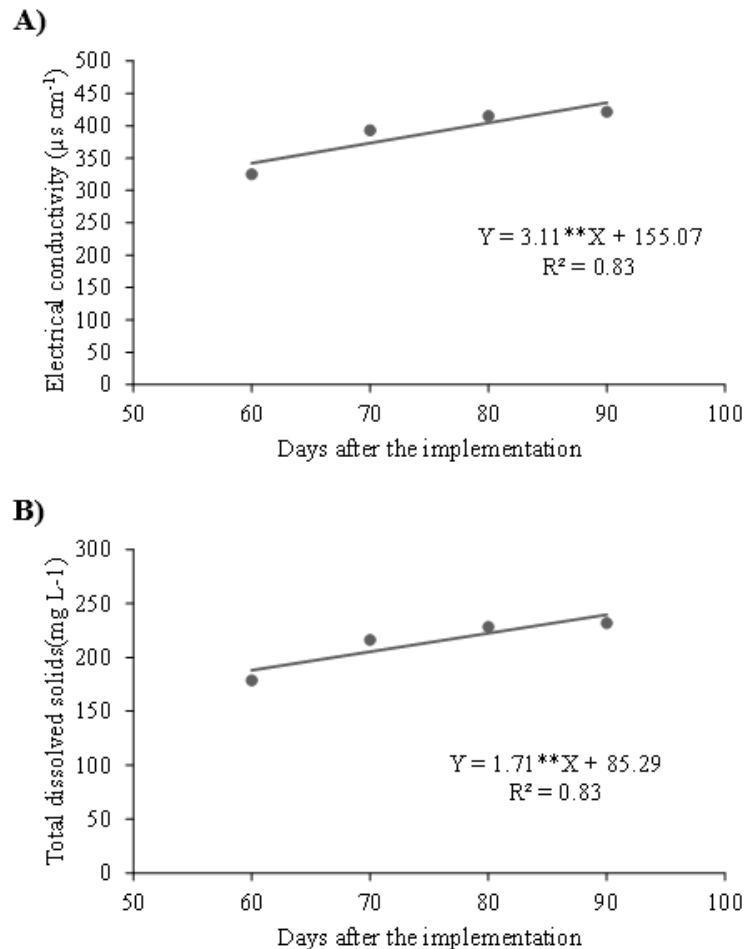 A)
Electrical conductivity (µs cm⁻¹)
500
450
400
350
300
250
200
150
100
50
0
Y = 3.11**X + 155.07
R² = 0.83
50 60 70 80 90 100
Days after the implementation
B)
Total dissolved solids(mg L-1)
300
250
200
150
100
50
0
Y = 1.71**X + 85.29
R² = 0.83
50 60 70 80 90 100
Days after the implementation